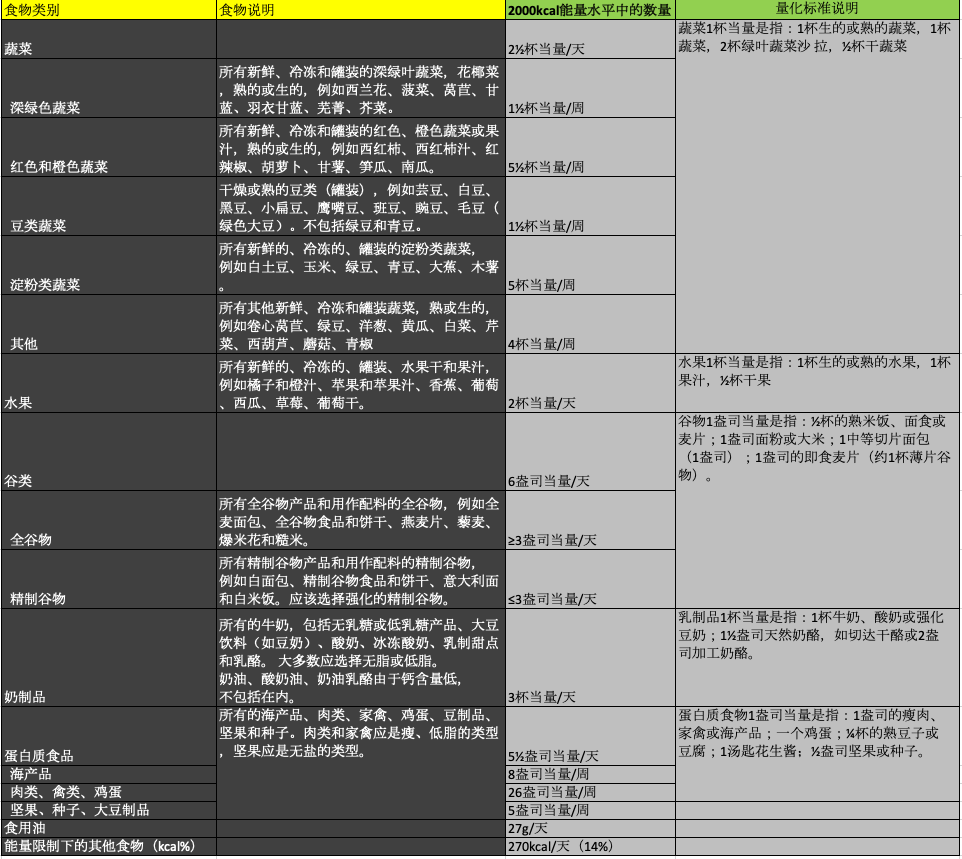 食物类别
食物说明
2000kcal能量水平中的数量
量化标准说明
蔬菜
2½杯当量/天
蔬菜1杯当量是指：1杯生的或熟的蔬菜，1杯
蔬菜，2杯绿叶蔬菜沙 拉，½杯干蔬菜
深绿色蔬菜
所有新鲜、冷冻和罐装的深绿叶蔬菜，花椰菜
，熟的或生的，例如西兰花、菠菜、莴苣、甘
蓝、羽衣甘蓝、芜菁、芥菜。
1½杯当量/周
红色和橙色蔬菜
所有新鲜、冷冻和罐装的红色、橙色蔬菜或果
汁，熟的或生的，例如西红柿、西红柿汁、红
辣椒、胡萝卜、甘薯、笋瓜、南瓜。
5½杯当量/周
豆类蔬菜
干燥或熟的豆类（罐装），例如芸豆、白豆、
黑豆、小扁豆、鹰嘴豆、班豆、豌豆、毛豆（
绿色大豆）。不包括绿豆和青豆。
1½杯当量/周
淀粉类蔬菜
所有新鲜的、冷冻的、罐装的淀粉类蔬菜，
例如白土豆、玉米、绿豆、青豆、大蕉、木薯
。
5杯当量/周
其他
所有其他新鲜、冷冻和罐装蔬菜，熟或生的，
例如卷心莴苣、绿豆、洋葱、黄瓜、白菜、芹
菜、西葫芦、蘑菇、青椒
4杯当量/周
水果
所有新鲜的、冷冻的、罐装、水果干和果汁，
例如橘子和橙汁、苹果和苹果汁、香蕉、葡萄
、西瓜、草莓、葡萄干。
2杯当量/天
水果1杯当量是指：1杯生的或熟的水果，1杯
果汁，½杯干果
谷类
6盎司当量/天
谷物1盎司当量是指：½杯的熟米饭、面食或
麦片；1盎司面粉或大米；1中等切片面包
（1盎司）；1盎司的即食麦片（约1杯薄片谷
物）。
全谷物
所有全谷物产品和用作配料的全谷物，例如全
麦面包、全谷物食品和饼干、燕麦片、藜麦、
爆米花和糙米。
≥3盎司当量/天
精制谷物
所有精制谷物产品和用作配料的精制谷物，
例如白面包、精制谷物食品和饼干、意大利面
和白米饭。应该选择强化的精制谷物。
≤3盎司当量/天
奶制品
所有的牛奶，包括无乳糖或低乳糖产品、大豆
饮料（如豆奶）、酸奶、冰冻酸奶、乳制甜点
和乳酪。 大多数应选择无脂或低脂。
奶油、酸奶油、奶油乳酪由于钙含量低，
不包括在内。
3杯当量/天
乳制品1杯当量是指：1杯牛奶、酸奶或强化
豆奶；1½盎司天然奶酪，如切达干酪或2盎
司加工奶酪。
蛋白质食品
所有的海产品、肉类、家禽、鸡蛋、豆制品、
坚果和种子。肉类和家禽应是瘦、低脂的类型
，坚果应是无盐的类型。
5½盎司当量/天
蛋白质食物1盎司当量是指：1盎司的瘦肉、
家禽或海产品；一个鸡蛋；¼杯的熟豆子或
豆腐；1汤匙花生酱；½盎司坚果或种子。
海产品
8盎司当量/周
肉类、禽类、鸡蛋
26盎司当量/周
坚果、种子、大豆制品
5盎司当量/周
食用油
27g/天
能量限制下的其他食物（kcal%）
270kcal/天（14%）